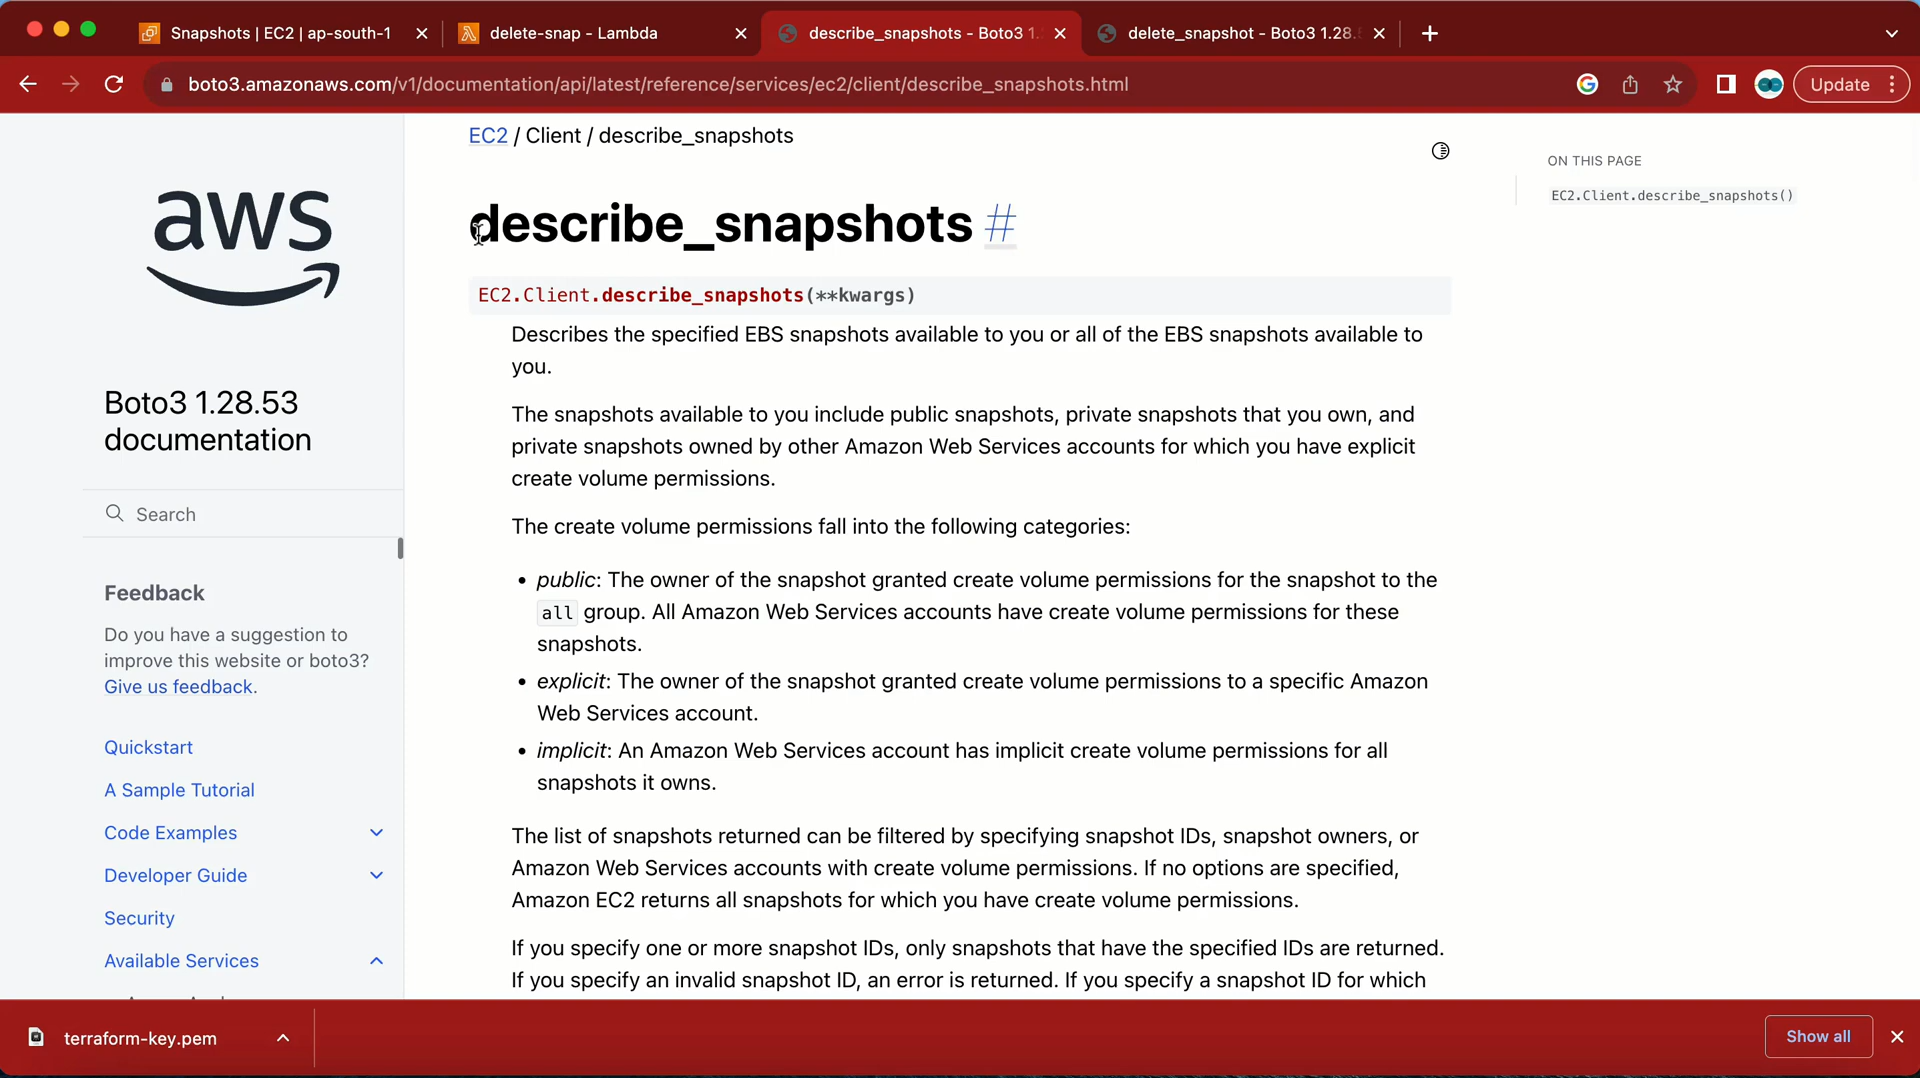 Snapshots | EC2 | ap-south-1
delete-snap - Lambda
describe_snapshots - Boto3 1.
delete_snapshot - Boto3 1.28.
boto3.amazonaws.com/v1/documentation/api/latest/reference/services/ec2/client/describe_snapshots.html
Update
aws
Boto3 1.28.53
documentation
Search
Feedback
Do you have a suggestion to
improve this website or boto3?
Give us feedback.
Quickstart
A Sample Tutorial
Code Examples
Developer Guide
Security
Available Services
EC2 / Client / describe_snapshots
describe_snapshots #
EC2.Client.describe_snapshots(**kwargs)
Describes the specified EBS snapshots available to you or all of the EBS snapshots available to
you.
The snapshots available to you include public snapshots, private snapshots that you own, and
private snapshots owned by other Amazon Web Services accounts for which you have explicit
create volume permissions.
The create volume permissions fall into the following categories:
• public: The owner of the snapshot granted create volume permissions for the snapshot to the
all group. All Amazon Web Services accounts have create volume permissions for these
snapshots.
• explicit: The owner of the snapshot granted create volume permissions to a specific Amazon
Web Services account.
• implicit: An Amazon Web Services account has implicit create volume permissions for all
snapshots it owns.
The list of snapshots returned can be filtered by specifying snapshot IDs, snapshot owners, or
Amazon Web Services accounts with create volume permissions. If no options are specified,
Amazon EC2 returns all snapshots for which you have create volume permissions.
If you specify one or more snapshot IDs, only snapshots that have the specified IDs are returned.
If you specify an invalid snapshot ID, an error is returned. If you specify a snapshot ID for which
ON THIS PAGE
EC2.Client.describe_snapshots()
terraform-key.pem
Show all